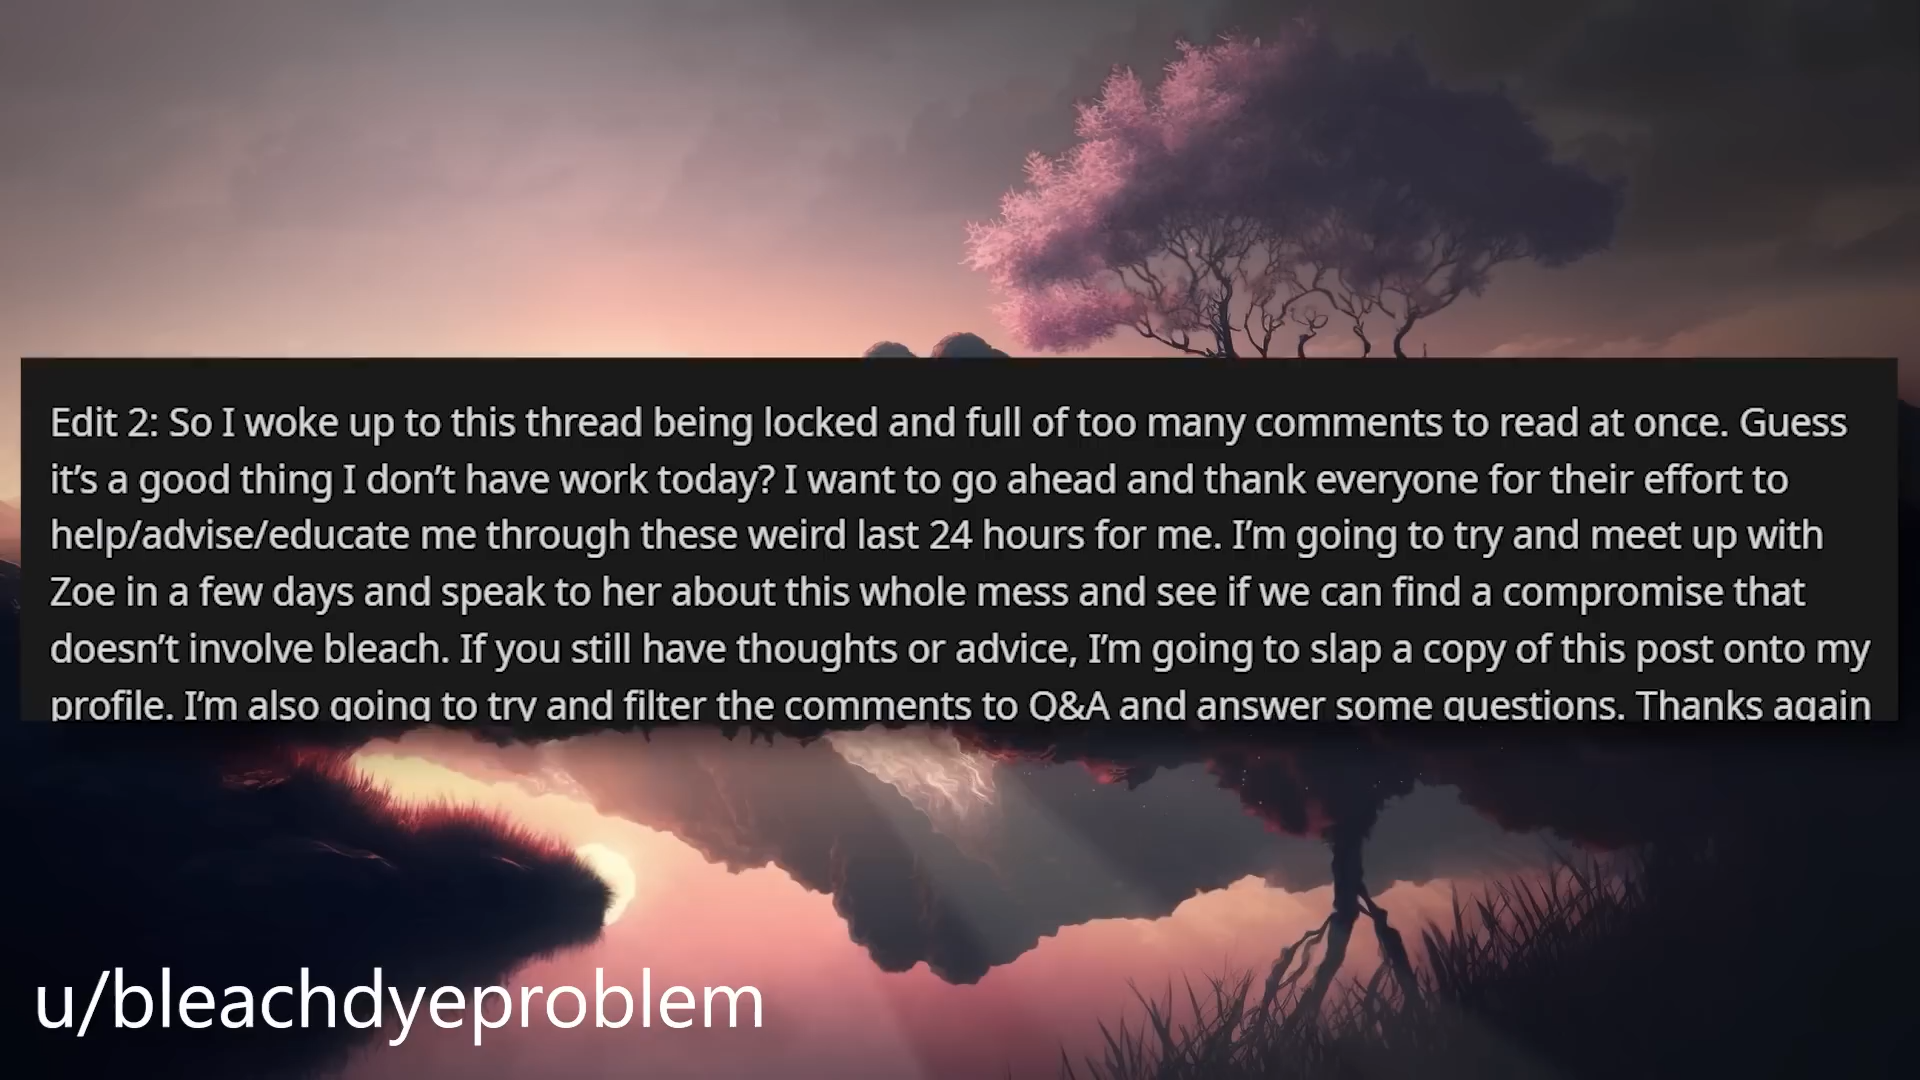 Edit 2: So I woke up to this thread being locked and full of too many comments to read at once. Guess
it’s a good thing I don’t have work today? I want to go ahead and thank everyone for their effort to
help/advise/educate me through these weird last 24 hours for me. I’m going to try and meet up with
Zoe in a few days and speak to her about this whole mess and see if we can find a compromise that
doesn’t involve bleach. If you still have thoughts or advice, I’m going to slap a copy of this post onto my
profile. I’m also going to try and filter the comments to Q&A and answer some questions. Thanks again
u/bleachdyeproblem